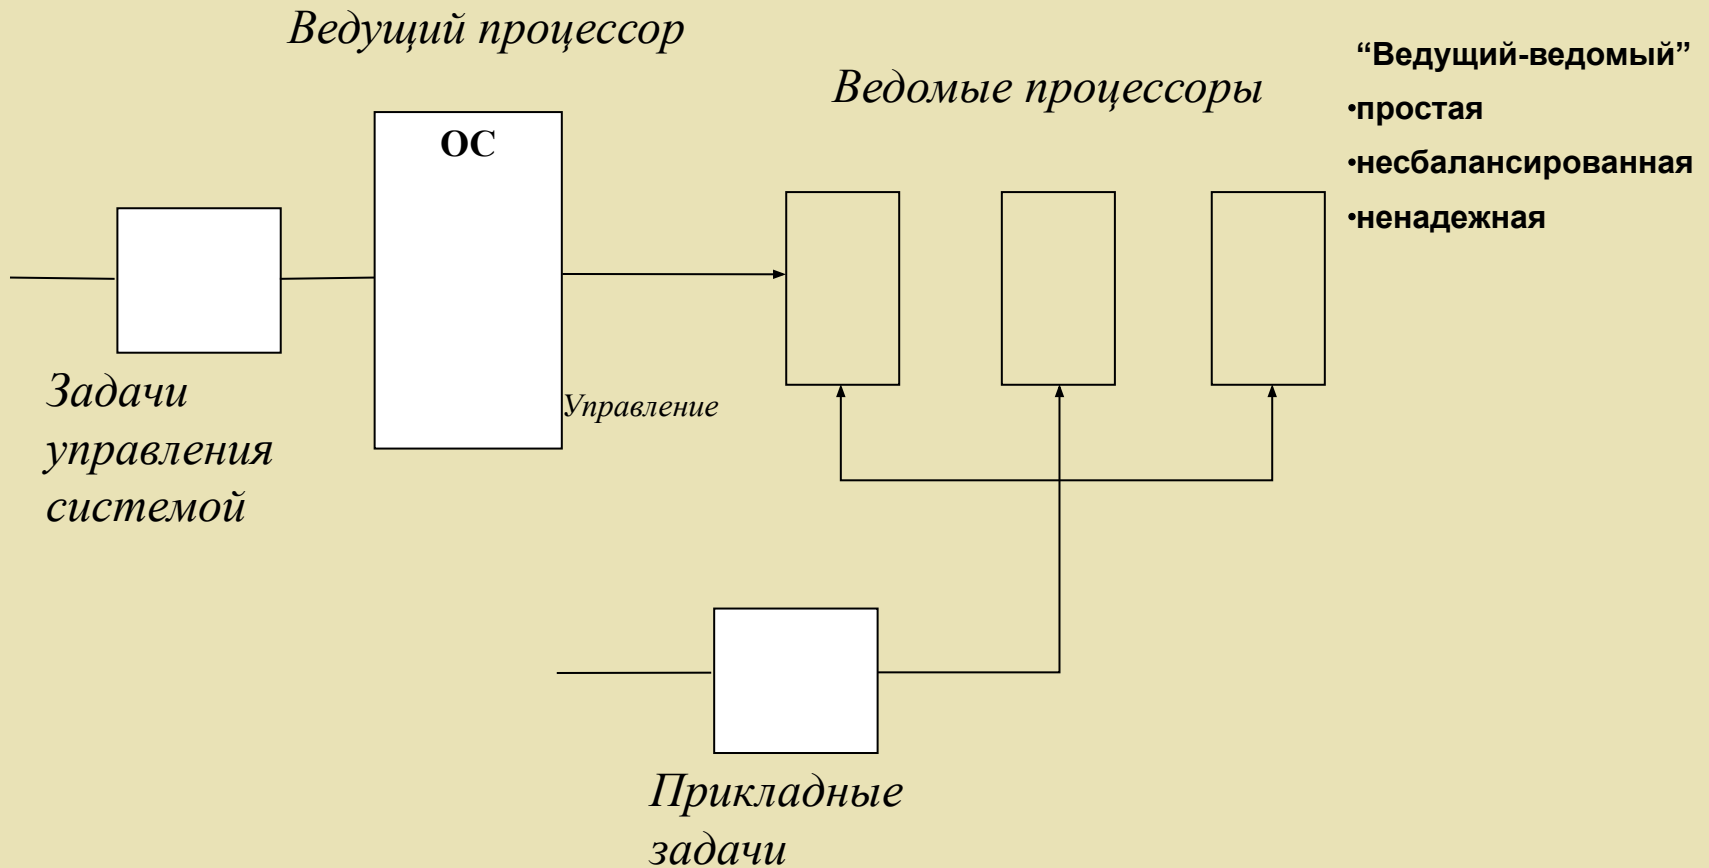 Ведущий процессор
Ведомые процессоры
“Ведущий-ведомый”
•простая
•несбалансированная
•ненадежная
ОС
Управление
Задачи
управления
системой
Прикладные
задачи